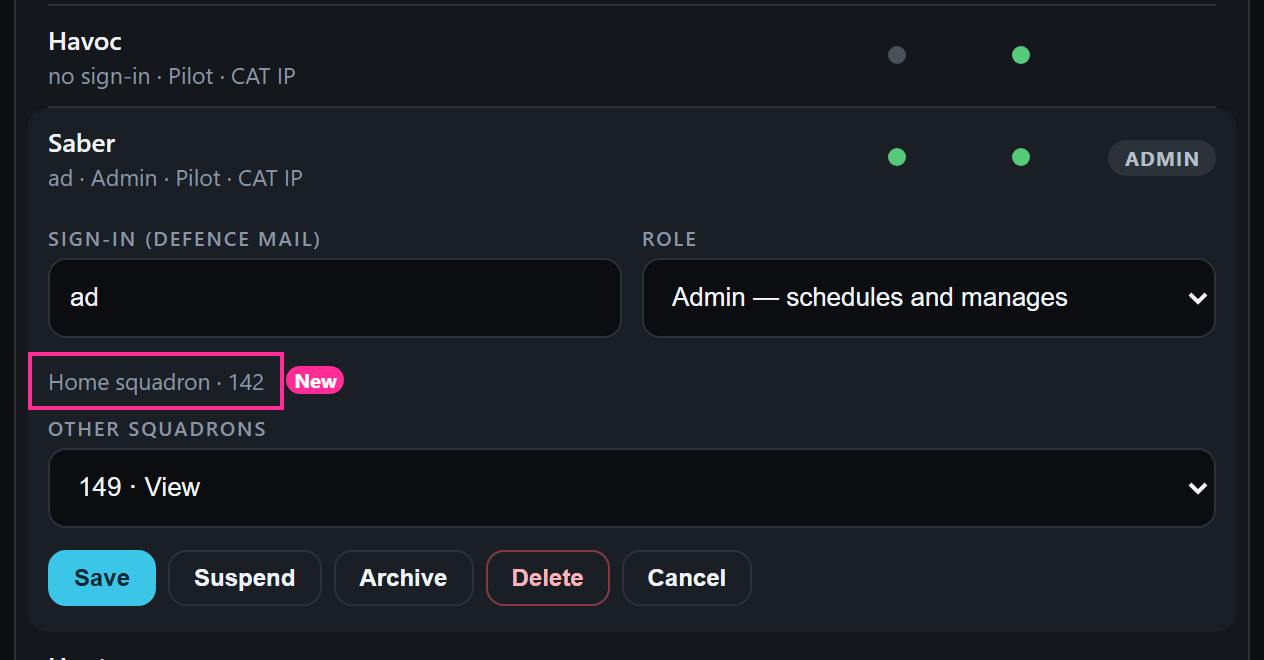 Havoc
no sign-in · Pilot · CAT IP
Saber
ad · Admin · Pilot · CAT IP
ADMIN
SIGN-IN (DEFENCE MAIL)
ROLE
ad
Admin — schedules and manages
Home squadron · 142
New
OTHER SQUADRONS
149 · View
Save
Suspend
Archive
Delete
Cancel